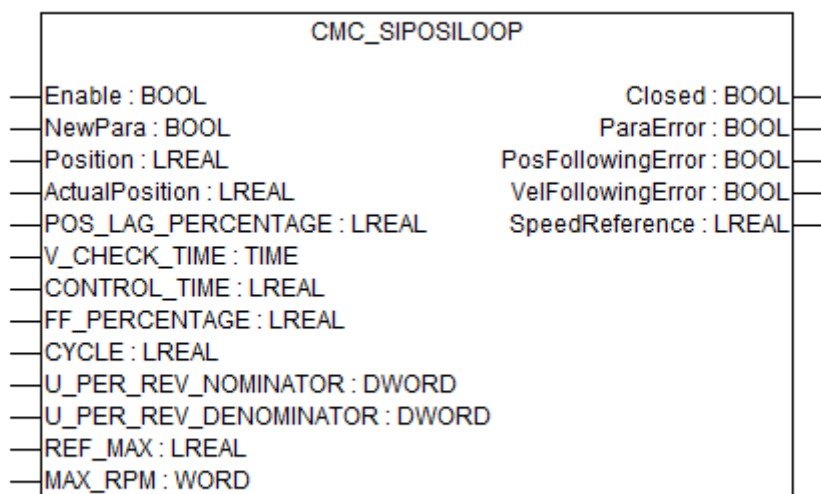 CMC_SIPOSILOOP
Enable : BOOL Closed : BOOL
NewPara : BOOL ParaError : BOOL
Position : LREAL PosFollowingError : BOOL
ActualPosition : LREAL VelFollowingError : BOOL
POS_LAG_PERCENTAGE : LREAL SpeedReference : LREAL
V_CHECK_TIME : TIME
CONTROL_TIME : LREAL
FF_PERCENTAGE : LREAL
CYCLE : LREAL
U_PER_REV_NOMINATOR : DWORD
U_PER_REV_DENOMINATOR : DWORD
REF_MAX : LREAL
MAX_RPM : WORD